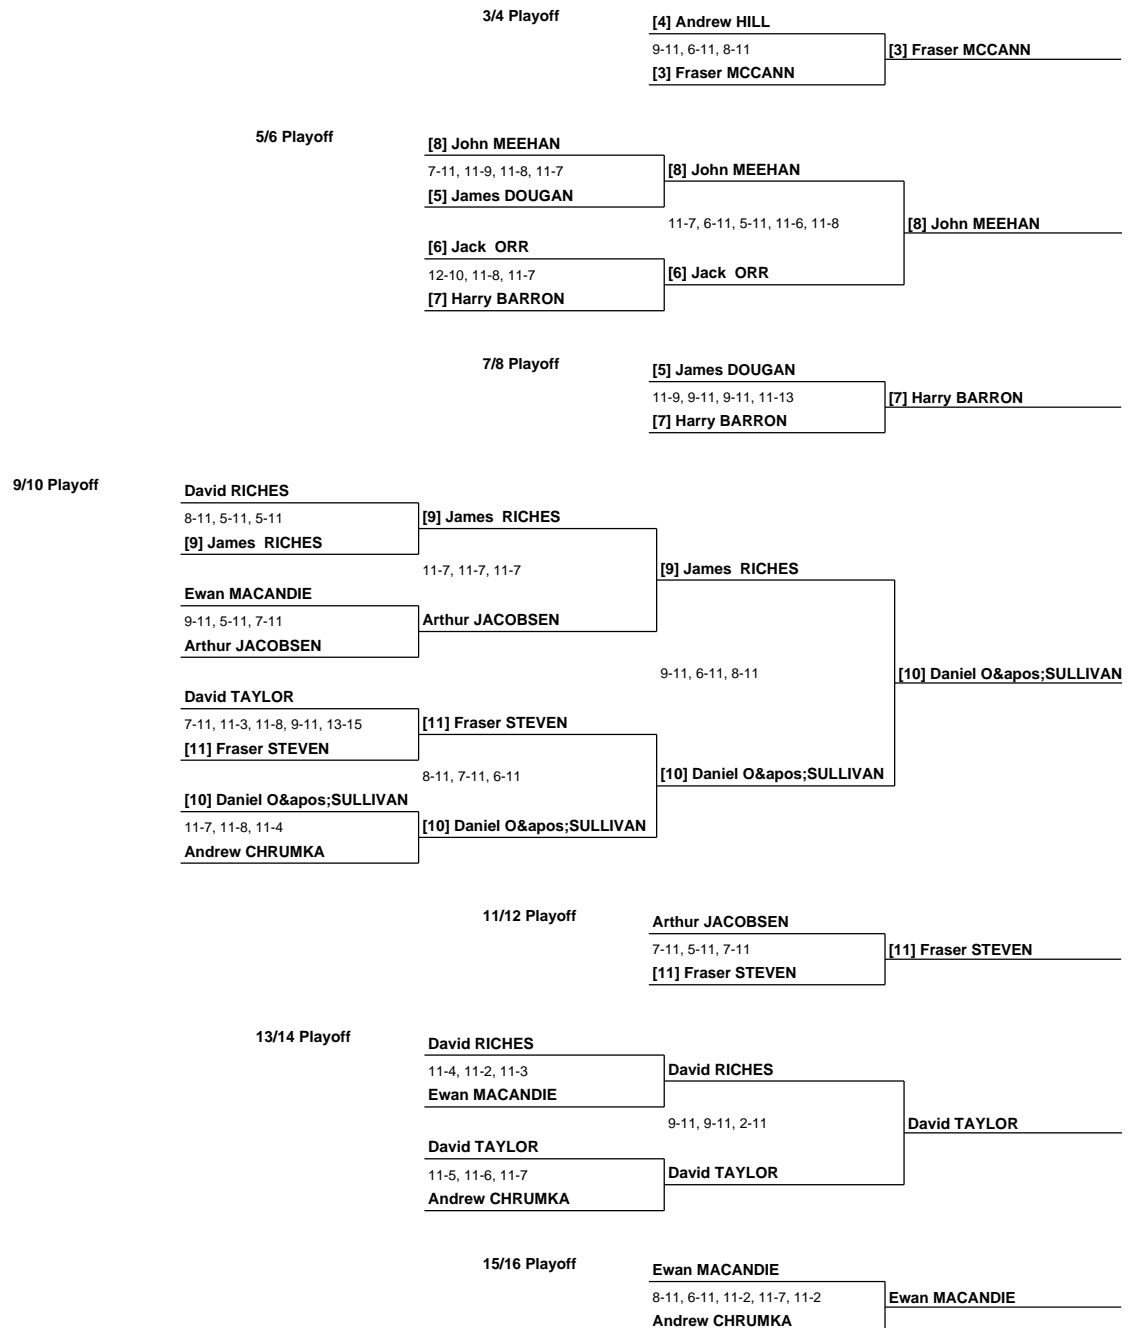 3/4 Playoff
[4] Andrew HILL
9-11, 6-11, 8-11
[3] Fraser MCCANN
[3] Fraser MCCANN
5/6 Playoff
[8] John MEEHAN
7-11, 11-9, 11-8, 11-7
[8] John MEEHAN
[5] James DOUGAN
11-7, 6-11, 5-11, 11-6, 11-8
[8] John MEEHAN
[6] Jack  ORR
12-10, 11-8, 11-7
[6] Jack  ORR
[7] Harry BARRON
7/8 Playoff
[5] James DOUGAN
11-9, 9-11, 9-11, 11-13
[7] Harry BARRON
[7] Harry BARRON
9/10 Playoff
David RICHES
8-11, 5-11, 5-11
[9] James  RICHES
[9] James  RICHES
11-7, 11-7, 11-7
[9] James  RICHES
Ewan MACANDIE
9-11, 5-11, 7-11
Arthur JACOBSEN
Arthur JACOBSEN
9-11, 6-11, 8-11
[10] Daniel O&apos;SULLIVAN
David TAYLOR
7-11, 11-3, 11-8, 9-11, 13-15
[11] Fraser STEVEN
[11] Fraser STEVEN
8-11, 7-11, 6-11
[10] Daniel O&apos;SULLIVAN
[10] Daniel O&apos;SULLIVAN
11-7, 11-8, 11-4
[10] Daniel O&apos;SULLIVAN
Andrew CHRUMKA
11/12 Playoff
Arthur JACOBSEN
7-11, 5-11, 7-11
[11] Fraser STEVEN
[11] Fraser STEVEN
13/14 Playoff
David RICHES
11-4, 11-2, 11-3
David RICHES
Ewan MACANDIE
9-11, 9-11, 2-11
David TAYLOR
David TAYLOR
11-5, 11-6, 11-7
David TAYLOR
Andrew CHRUMKA
15/16 Playoff
Ewan MACANDIE
8-11, 6-11, 11-2, 11-7, 11-2
Ewan MACANDIE
Andrew CHRUMKA